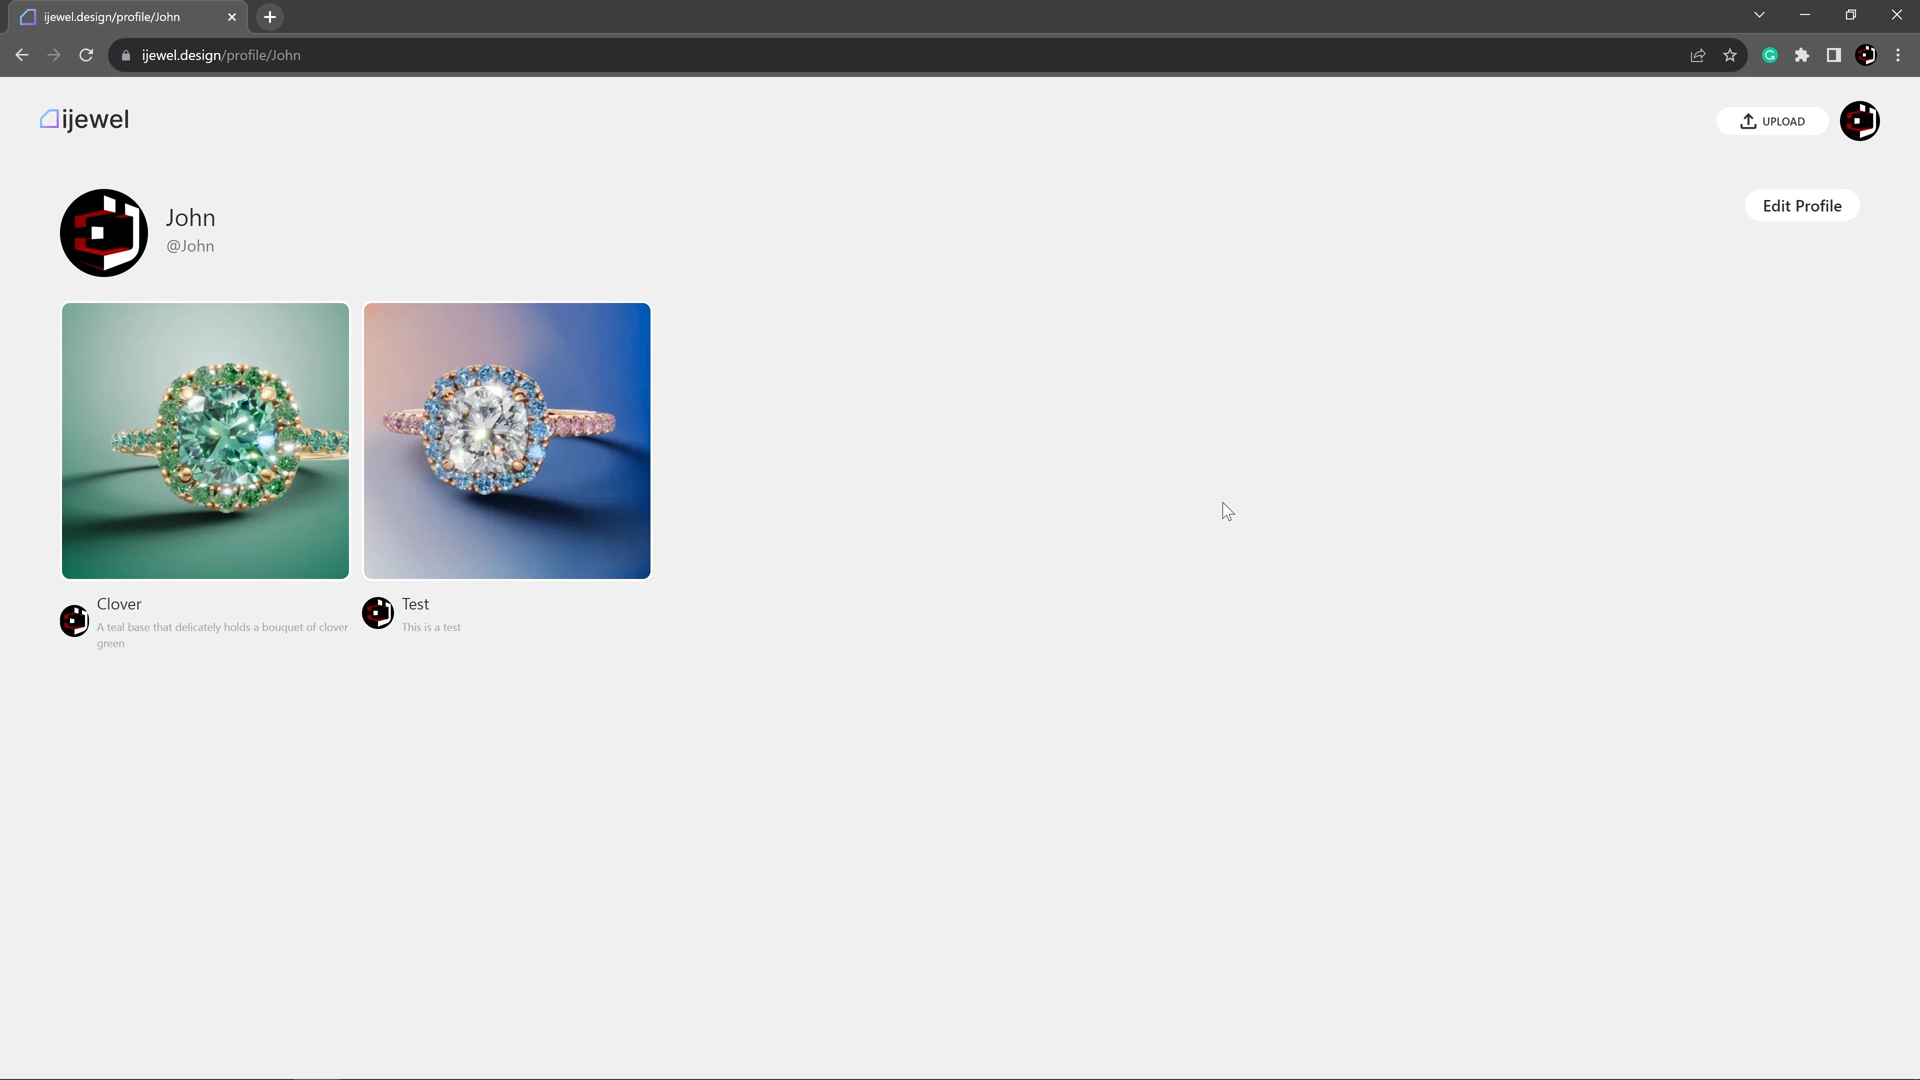 ijewel.design/profile/John
ijewel.design/profile/John
ijewel
UPLOAD
John
@John
Edit Profile
Clover
A teal base that delicately holds a bouquet of clover
green
Test
This is a test